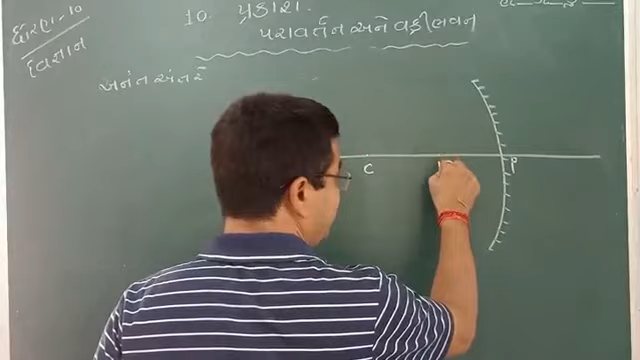 ધોરણ-10
વિજ્ઞાન
10. પ્રકાશ.
પરાવર્તન અને વક્રીભવન
અનંત અંતરે
C
P